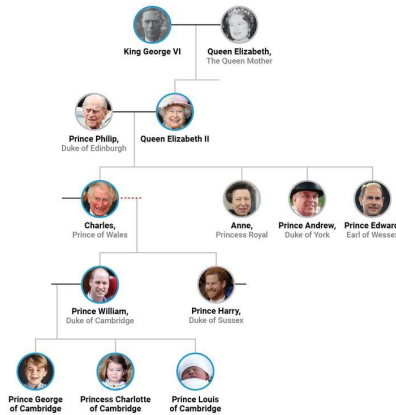 King George VI
Queen Elizabeth,
The Queen Mother
Prince Philip,
Duke of Edinburgh
Queen Elizabeth II
Charles,
Prince of Wales
Anne,
Princess Royal
Prince Andrew,
Duke of York
Prince Edward
Earl of Wessex
Prince William,
Duke of Cambridge
Prince Harry,
Duke of Sussex
Prince George
of Cambridge
Princess Charlotte
of Cambridge
Prince Louis
of Cambridge